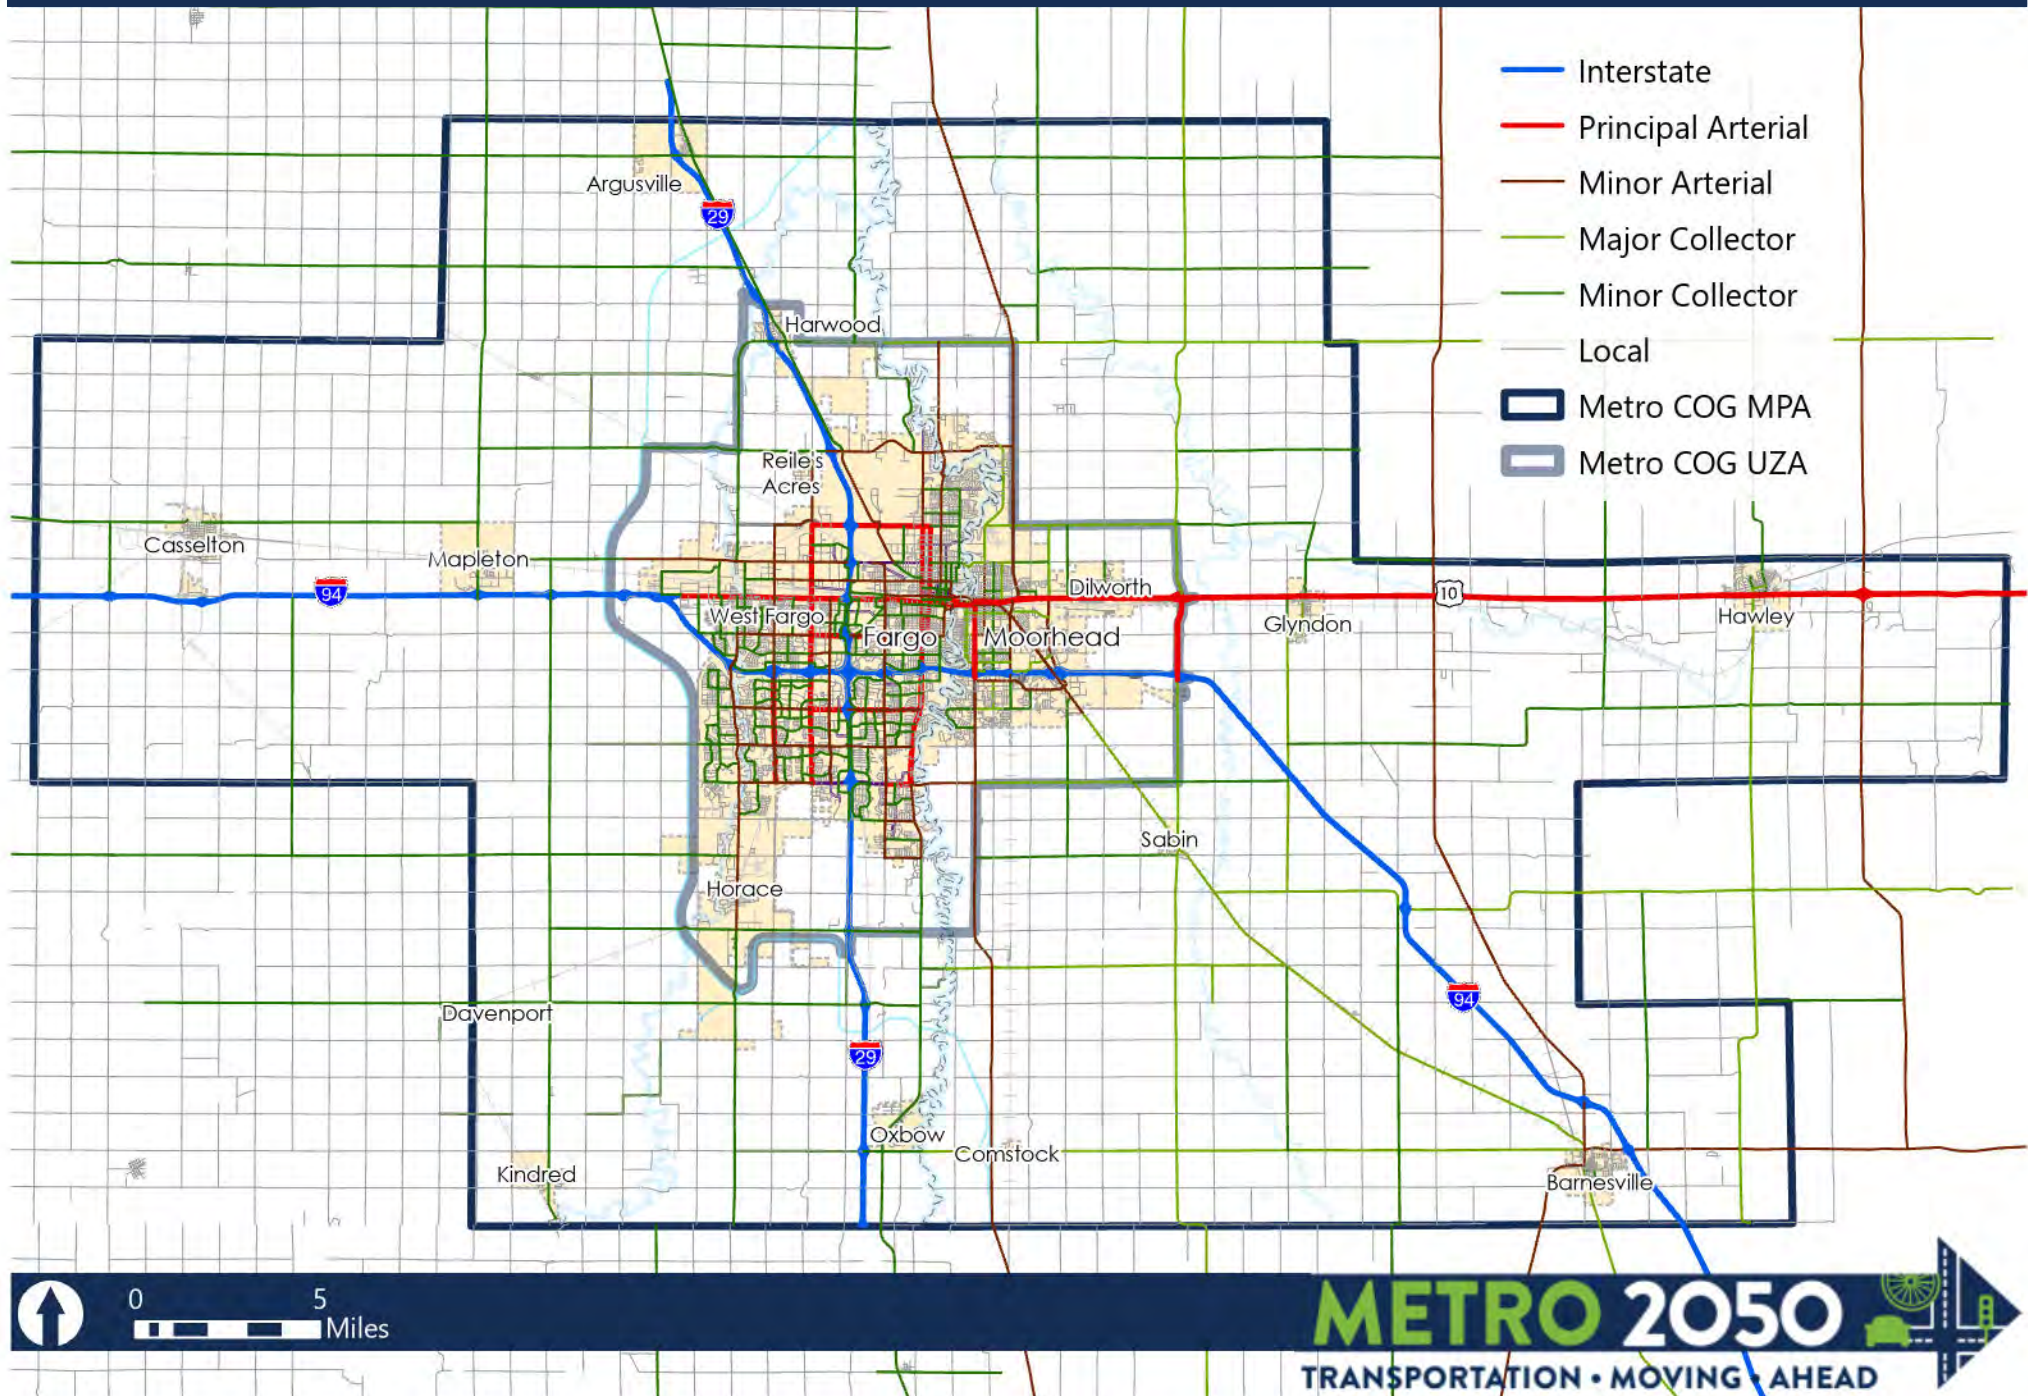 Interstate
Principal Arterial
Minor Arterial
Major Collector
Minor Collector
Local
Metro COG MPA
Metro COG UZA
Argusville
29
Harwood
Reile's
Acres
Casselton
Mapleton
94
West Fargo
Fargo
Moorhead
Dilworth
Glyndon
10
Hawley
Sabin
Horace
94
Davenport
29
Oxbow
Comstock
Kindred
Barnesville
0 5
Miles
METRO 2050
TRANSPORTATION • MOVING AHEAD